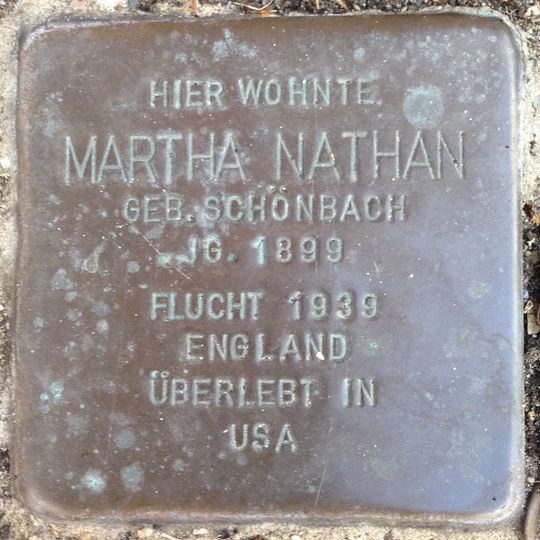 HIER WOHNTE
MARTHA NATHAN
GEB. SCHÖNBACH
JG. 1899
FLUCHT 1939
ENGLAND
ÜBERLEBT IN
USA